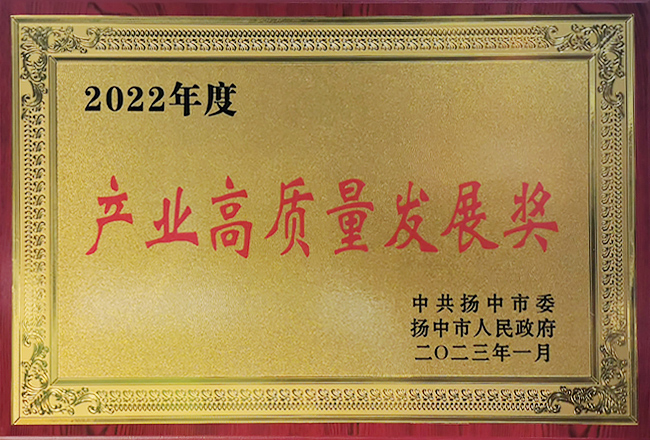 2022年度
产业高质量发展奖
中共扬中市委
扬中市人民政府
二〇二三年一月